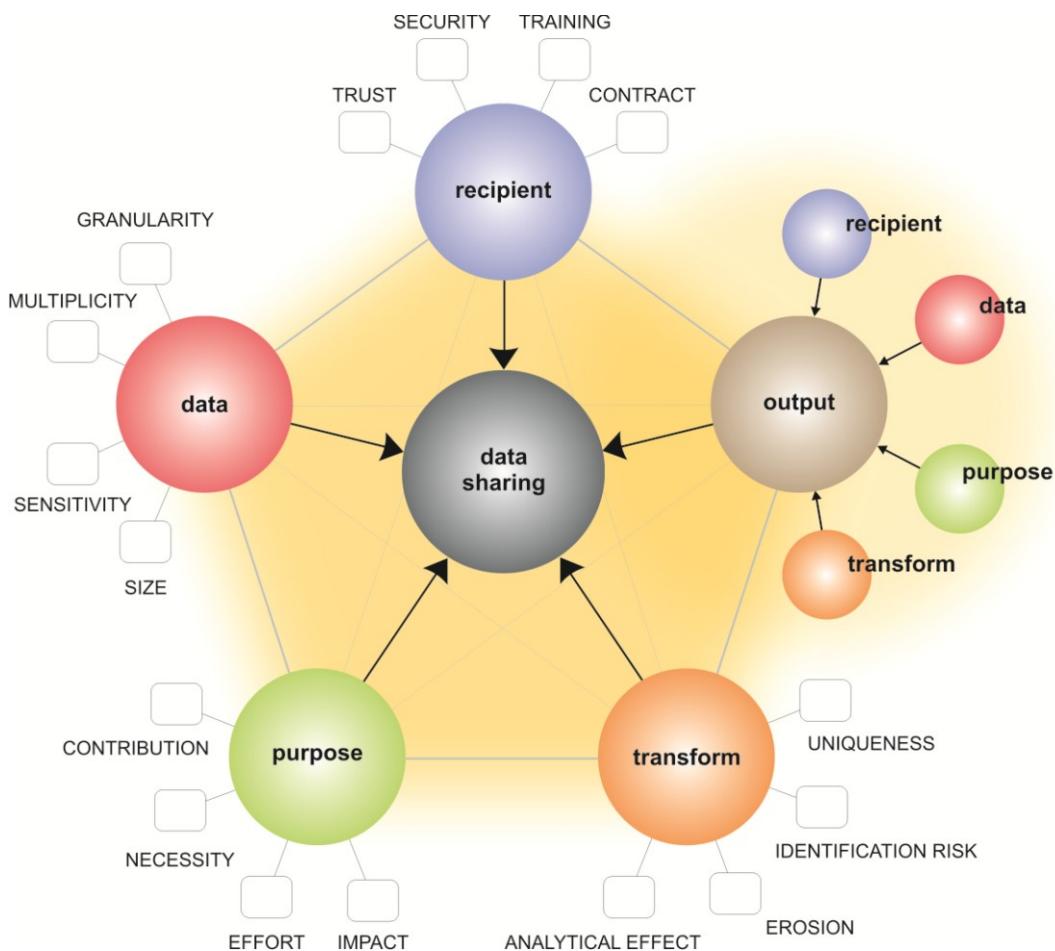 SECURITY
TRAINING
TRUST
CONTRACT
recipient
GRANULARITY
MULTIPLICITY
data
SENSITIVITY
SIZE
data
sharing
output
recipient
data
purpose
transform
CONTRIBUTION
purpose
NECESSITY
EFFORT
IMPACT
transform
UNIQUENESS
IDENTIFICATION RISK
EROSION
ANALYTICAL EFFECT